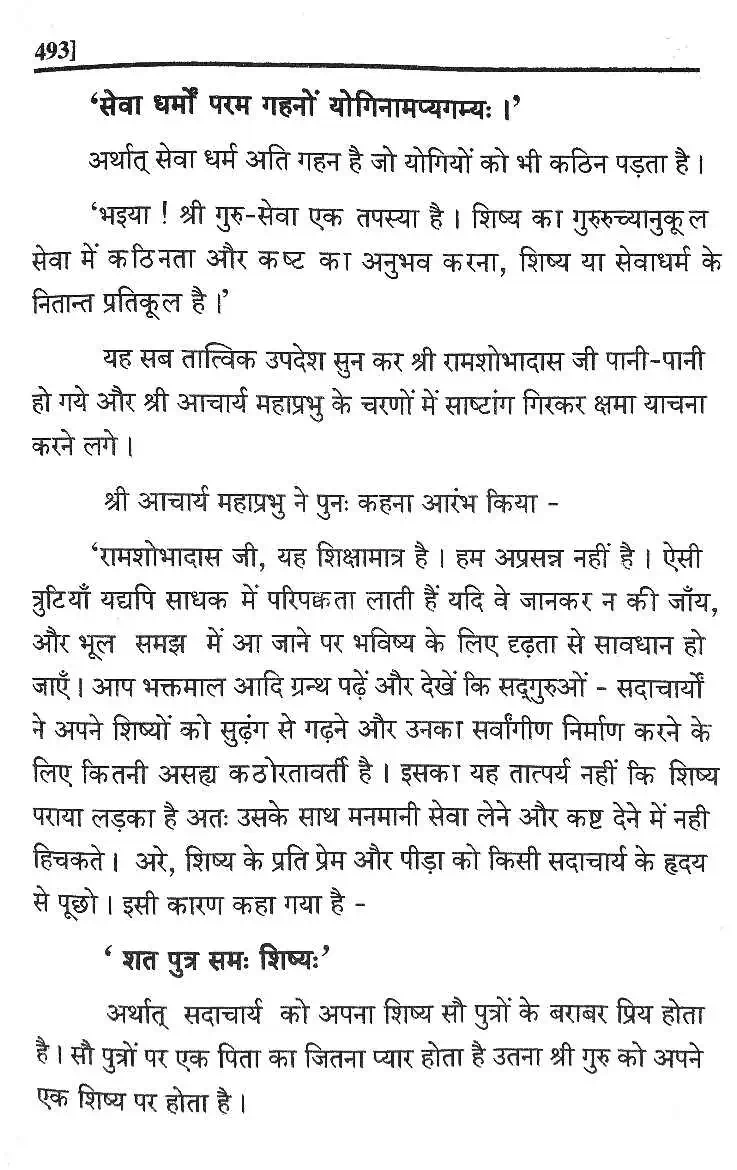 493]
‘सेवा धर्मों परम गहनों योगिनामप्यगम्यः।’
अर्थात् सेवा धर्म अति गहन है जो योगियों को भी कठिन पड़ता है।
‘भइया ! श्री गुरु-सेवा एक तपस्या है। शिष्य का गुरुरुच्यानुकूल
सेवा में कठिनता और कष्ट का अनुभव करना, शिष्य या सेवाधर्म के
नितान्त प्रतिकूल है।’
यह सब तात्विक उपदेश सुन कर श्री रामशोभादास जी पानी-पानी
हो गये और श्री आचार्य महाप्रभु के चरणों में साष्टांग गिरकर क्षमा याचना
करने लगे।
श्री आचार्य महाप्रभु ने पुनः कहना आरंभ किया -
‘रामशोभादास जी, यह शिक्षामात्र है। हम अप्रसन्न नहीं है। ऐसी
त्रुटियाँ यद्यपि साधक में परिपक्वता लाती हैं यदि वे जानकर न की जाँय,
और भूल समझ में आ जाने पर भविष्य के लिए दृढ़ता से सावधान हो
जाएँ। आप भक्तमाल आदि ग्रन्थ पढ़ें और देखें कि सद्‌गुरुओं - सदाचार्यों
ने अपने शिष्यों को सुढ़ंग से गढ़ने और उनका सर्वांगीण निर्माण करने के
लिए कितनी असह्य कठोरतावर्ती है। इसका यह तात्पर्य नहीं कि शिष्य
पराया लड़का है अतः उसके साथ मनमानी सेवा लेने और कष्ट देने में नही
हिचकते। अरे, शिष्य के प्रति प्रेम और पीड़ा को किसी सदाचार्य के हृदय
से पूछो। इसी कारण कहा गया है -
‘ शत पुत्र समः शिष्यः’
अर्थात् सदाचार्य को अपना शिष्य सौ पुत्रों के बराबर प्रिय होता
है। सौ पुत्रों पर एक पिता का जितना प्यार होता है उतना श्री गुरु को अपने
एक शिष्य पर होता है।